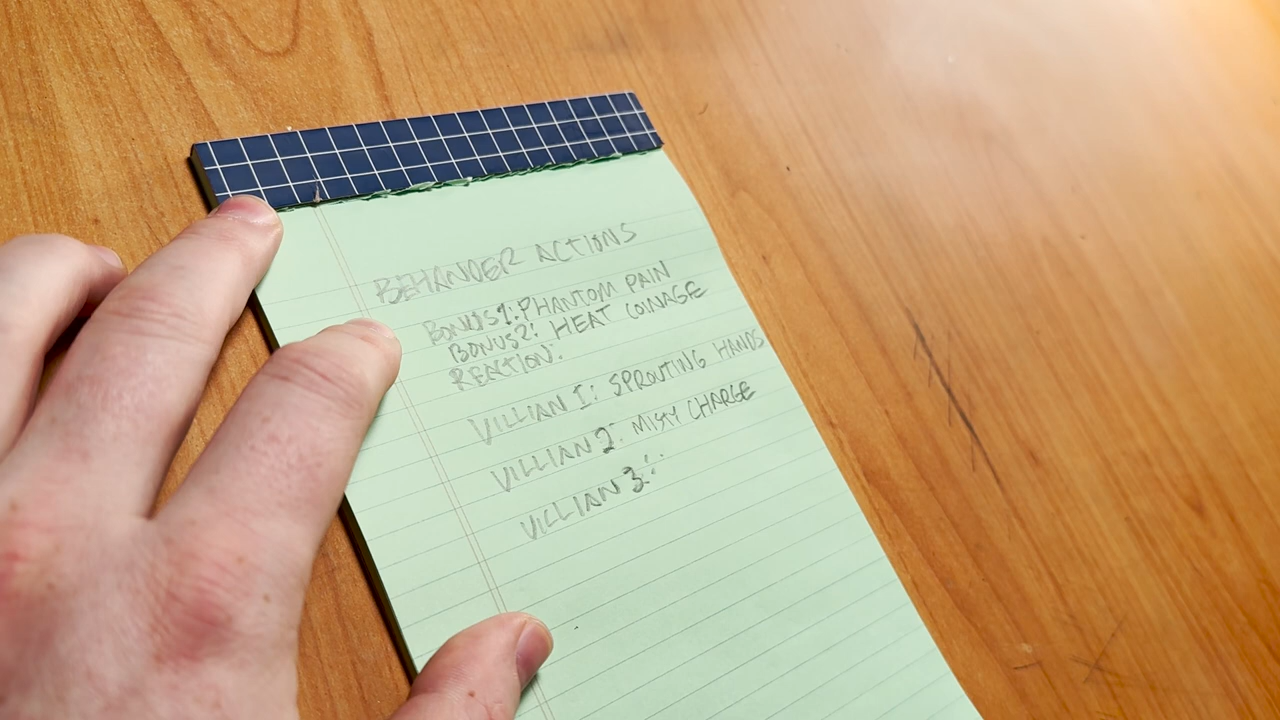 BEHANDER ACTIONS
BONUS 1: PHANTOM PAIN
BONUS 2: HEAT COINAGE
REACTION:
VILLIAN 1: SPROUTING HANDS
VILLIAN 2: MISTY CHARGE
VILLIAN 3: